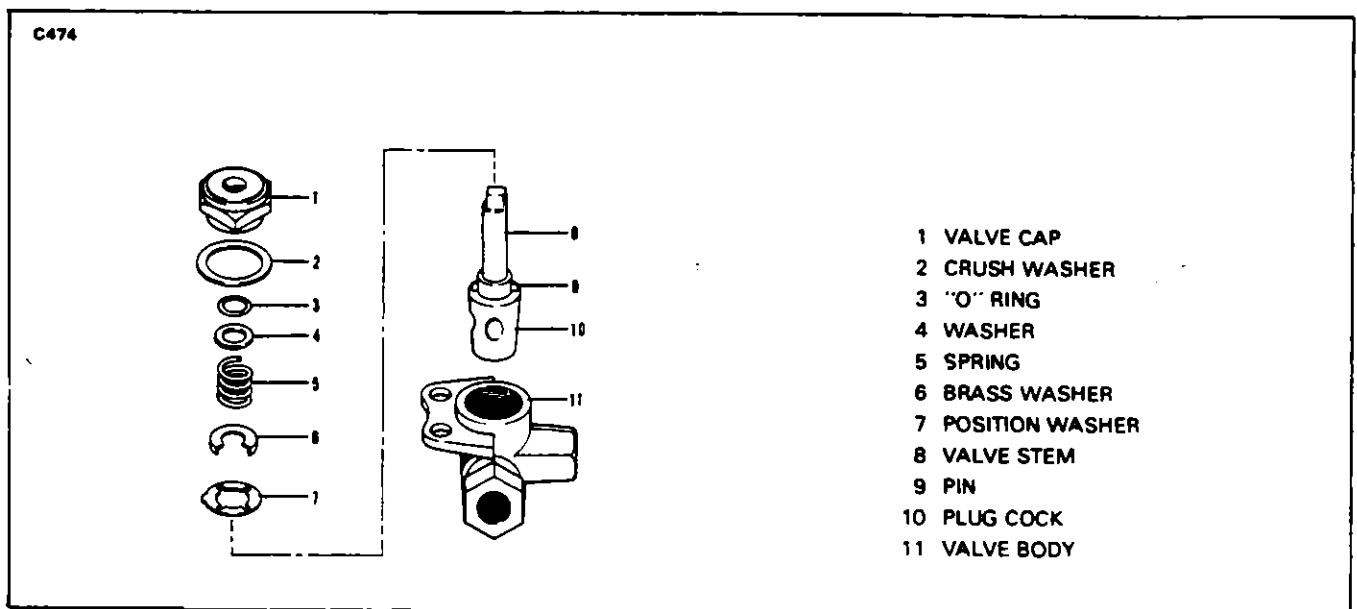 C474
1
2
3
4
5
6
7
8
9
10
11
1 VALVE CAP
2 CRUSH WASHER
3 "O" RING
4 WASHER
5 SPRING
6 BRASS WASHER
7 POSITION WASHER
8 VALVE STEM
9 PIN
10 PLUG COCK
11 VALVE BODY